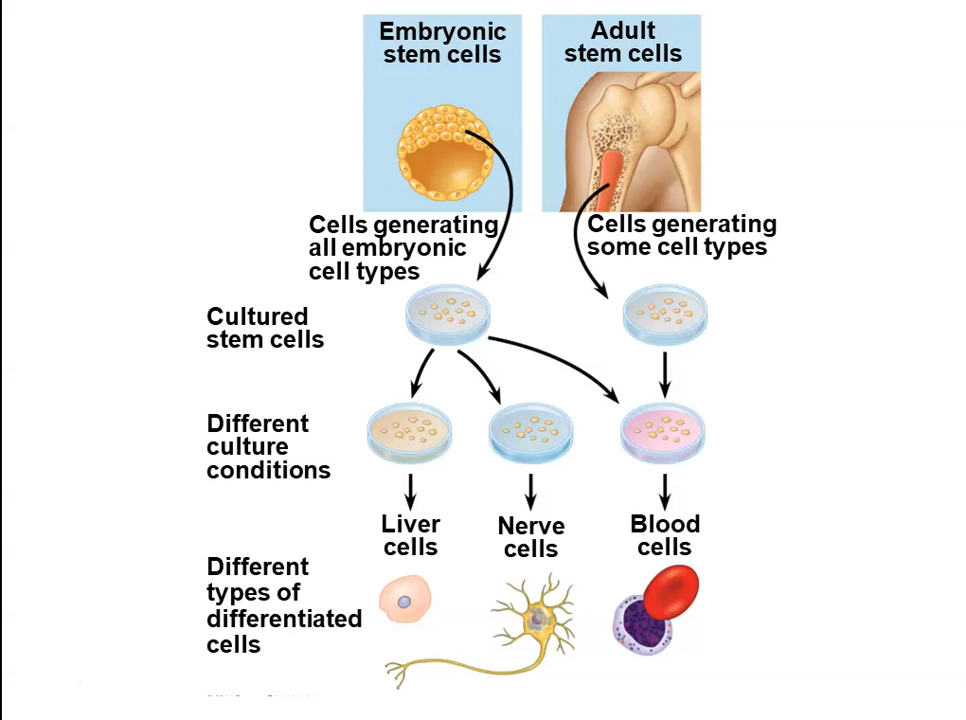 Embryonic
stem cells
Adult
stem cells
Cells generating
all embryonic
cell types
Cells generating
some cell types
Cultured
stem cells
Different
culture
conditions
Liver
cells
Nerve
cells
Blood
cells
Different
types of
differentiated
cells